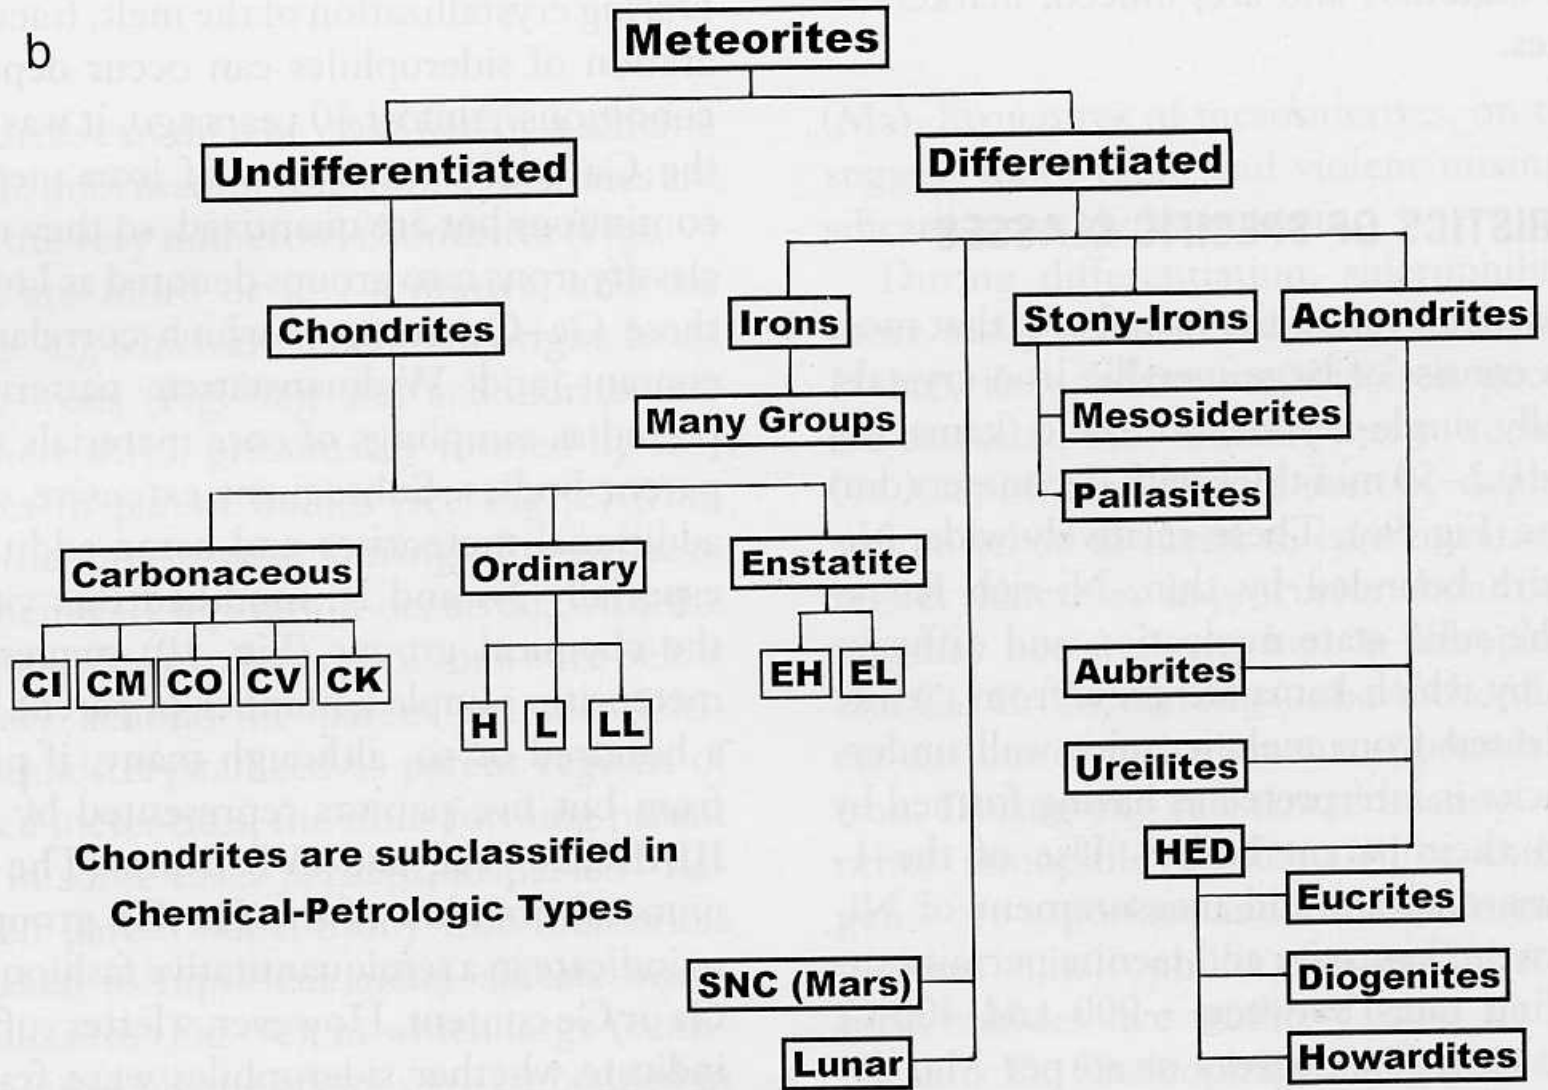 b
Meteorites
Undifferentiated
Differentiated
Chondrites
Irons
Stony-Irons
Achondrites
Many Groups
Mesosiderites
Pallasites
Carbonaceous
Ordinary
Enstatite
CI
CM
CO
CV
CK
H
L
LL
EH
EL
Aubrites
Ureilites
HED
Eucrites
Diogenites
Howardites
SNC (Mars)
Lunar
Chondrites are subclassified in
Chemical-Petrologic Types